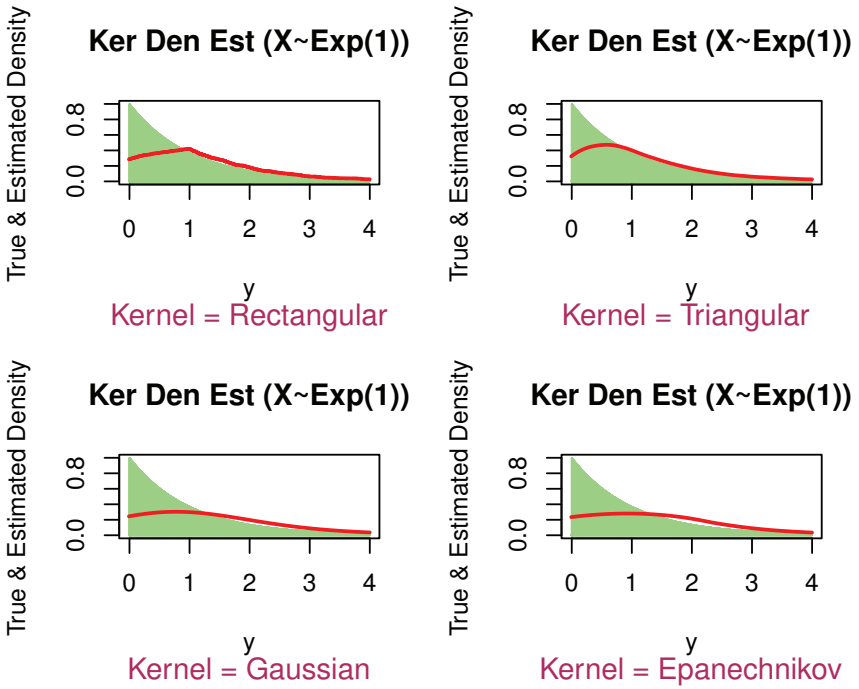 Ker Den Est (X~Exp(1))
True & Estimated Density
0.8
0.0
0 1 2 3 4
y
Kernel = Rectangular
Ker Den Est (X~Exp(1))
True & Estimated Density
0.8
0.0
0 1 2 3 4
y
Kernel = Triangular
Ker Den Est (X~Exp(1))
True & Estimated Density
0.8
0.0
0 1 2 3 4
y
Kernel = Gaussian
Ker Den Est (X~Exp(1))
True & Estimated Density
0.8
0.0
0 1 2 3 4
y
Kernel = Epanechnikov